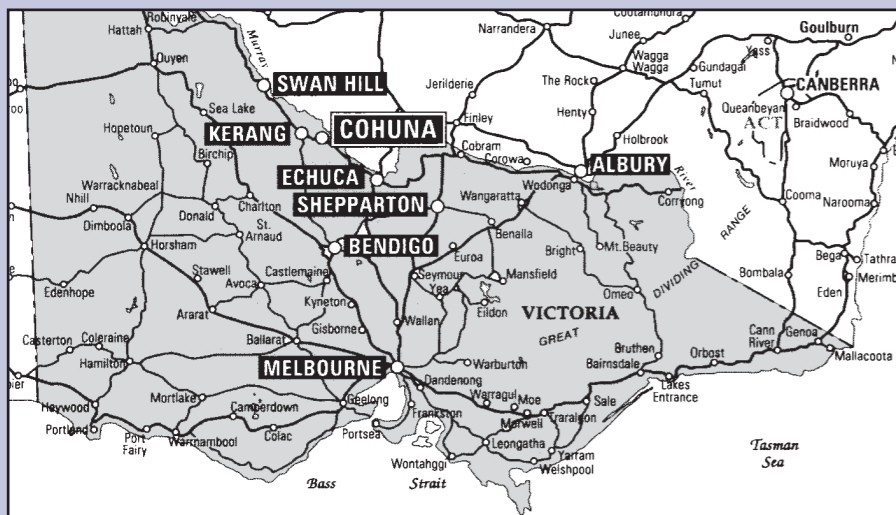 Robinvale
Hattah
Murray
Narrandera
Cootamundra
Junee
Goulburn
Yass
Ouyen
Wagga
Wagga
Gundagai
SWAN HILL
Jerilderie
The Rock
Tumut
CANBERRA
Queanbeyan
ACT
Sea Lake
Henty
Braidwood
Hopetoun
KERANG
COHUNA
Finley
Holbrook
Birchip
Cobram
Corowa
ALBURY
Moruya
Warracknabeal
ECHUCA
Wangaratta
Wodonga
River
Nhill
Charlton
SHEPPARTON
Corryong
Cooma
Narooma
Dimboola
Donald
St.
Arnaud
Benalla
RANGE
Horsham
BENDIGO
Euroa
Bright
Mt. Beauty
Bega
Tathra
Stawell
Castlemaine
Seymour
Mansfield
DIVIDING
Bombala
Merimb
Edenhope
Avoca
Yea
Omeo
Eden
Kyneton
Eildon
Ararat
VICTORIA
Gisborne
Wallan
GREAT
Cann
River
Genoa
Casterton
Coleraine
Ballarat
Bruthen
Orbost
Mallacoota
Hamilton
MELBOURNE
Warburton
Bairnsdale
pier
Dandenong
Lakes
Entrance
Mortlake
Geelong
Warragul
Moe
Sale
Heywood
Camperdown
Frankston
Morwell
Traralgon
Portland
Port
Fairy
Warrnambool
Colac
Portsea
Leongatha
Yarram
Tasman
Sea
Wontahggi
Welshpool
Bass
Strait